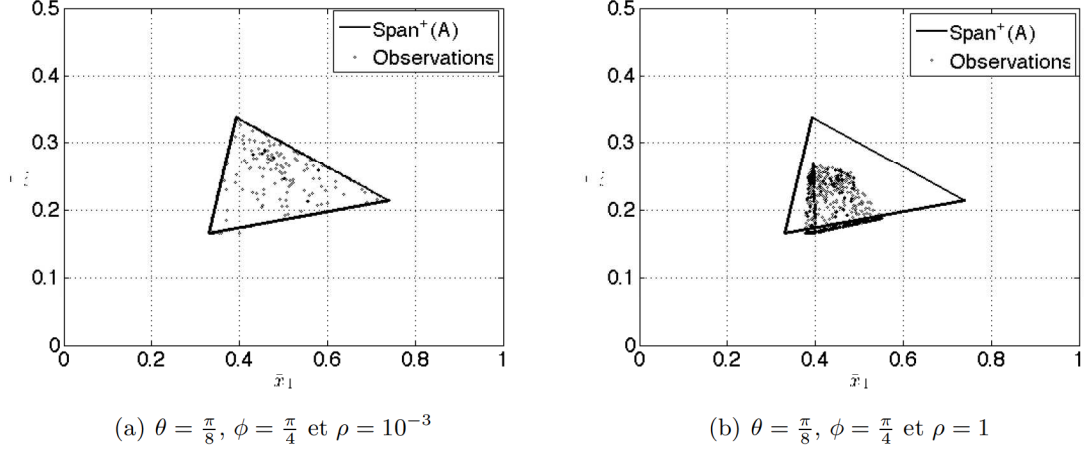 0.5
Span⁺(A)
Observations
0.4
0.3
0.2
0.1
0
0 0.2 0.4 0.6 0.8 1
x̄₁
(a) θ = π/8, φ = π/4 et ρ = 10⁻³
0.5
Span⁺(A)
Observations
0.4
0.3
0.2
0.1
0
0 0.2 0.4 0.6 0.8 1
x̄₁
(b) θ = π/8, φ = π/4 et ρ = 1